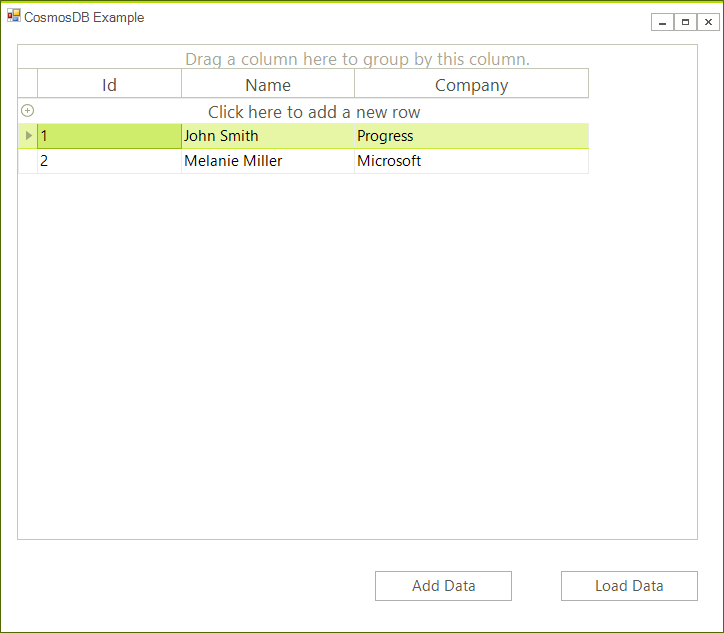 CosmosDB Example
Drag a column here to group by this column.
Id Name Company
Click here to add a new row
1 John Smith Progress
2 Melanie Miller Microsoft
Add Data Load Data